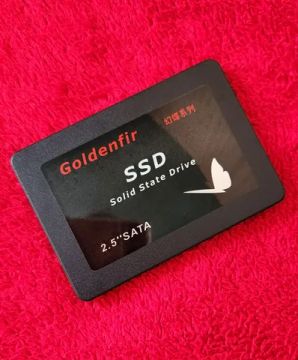 Goldenfir
幻蝶系列
SSD
Solid State Drive
2.5''SATA